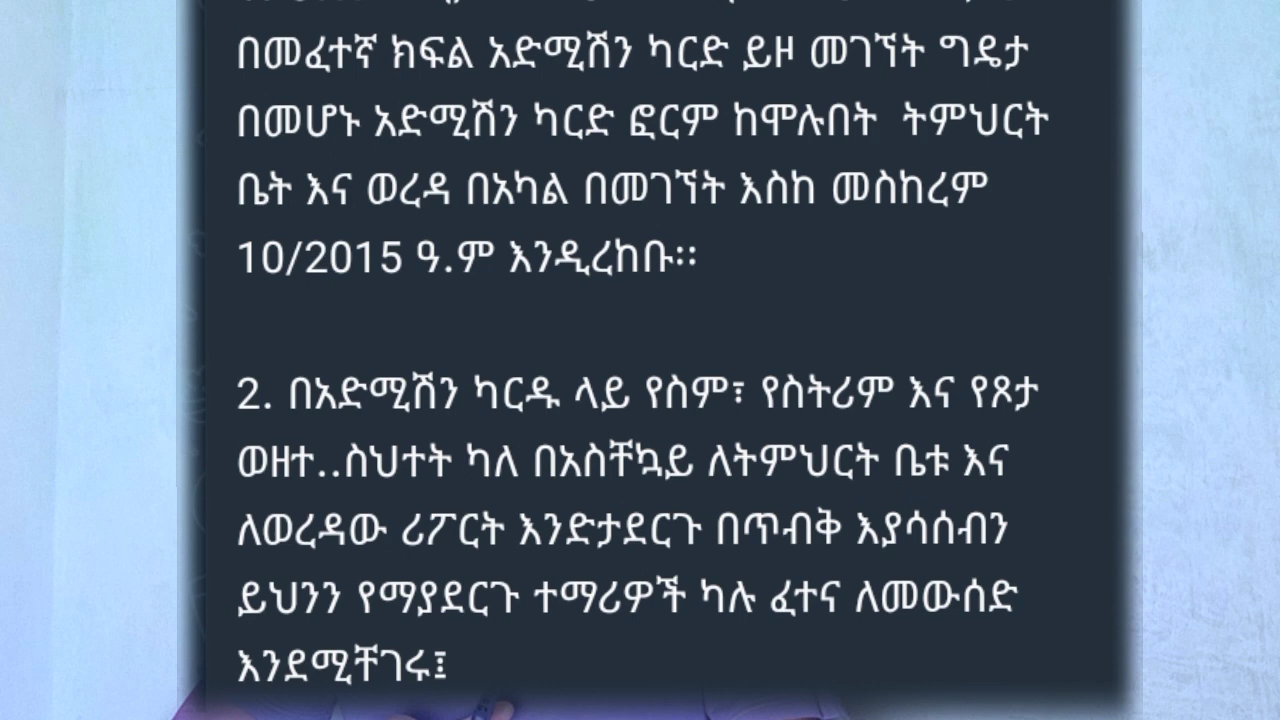 በመፈተኛ ክፍል አድሚሽን ካርድ ይዞ መገኘት ግዴታ
በመሆኑ አድሚሽን ካርድ ፎርም ከሞሉበት ትምህርት
ቤት እና ወረዳ በአካል በመገኘት እስከ መስከረም
10/2015 ዓ.ም እንዲረከቡ፡፡
2. በአድሚሽን ካርዱ ላይ የስም፣ የስትሪም እና የጾታ
ወዘተ..ስህተት ካለ በአስቸኳይ ለትምህርት ቤቱ እና
ለወረዳው ሪፖርት እንድታደርጉ በጥብቅ እያሳሰብን
ይህንን የማያደርጉ ተማሪዎች ካሉ ፈተና ለመውሰድ
እንደሚቸገሩ፤